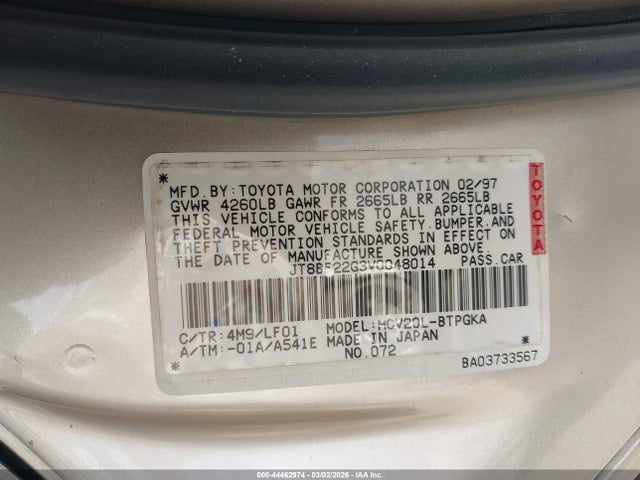 MFD.BY:TOYOTA MOTOR CORPORATION 02/97
GVWR 4260LB GAWR FR 2665LB RR 2665LB
THIS VEHICLE CONFORMS TO ALL APPLICABLE
FEDERAL MOTOR VEHICLE SAFETY,BUMPER,AND
THEFT PREVENTION STANDARDS IN EFFECT ON
THE DATE OF MANUFACTURE SHOWN ABOVE.
JT8BF22G3V0048014 PASS.CAR
C/TR:4M9/LF01 MODEL:MCV20L-BTPGKA
A/TM:-01A/A541E MADE IN JAPAN
NO.072
BA03733567
TOYOTA
000-44462974 | 03/02/2026 | IAA, Inc.